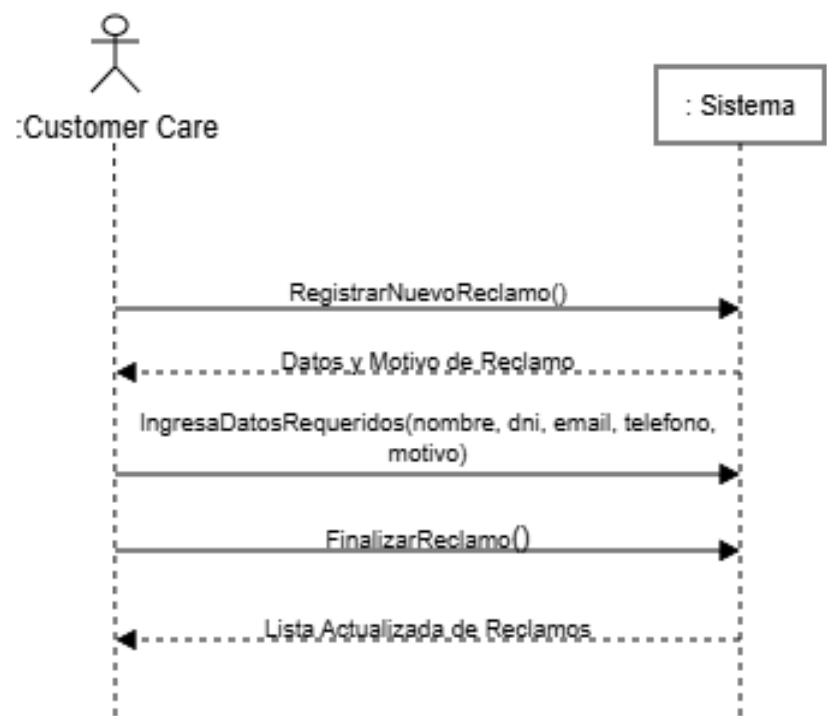 :Customer Care
: Sistema
RegistrarNuevoReclamo()
Datos y Motivo de Reclamo
IngresaDatosRequeridos(nombre, dni, email, telefono,
motivo)
FinalizarReclamo()
Lista Actualizada de Reclamos